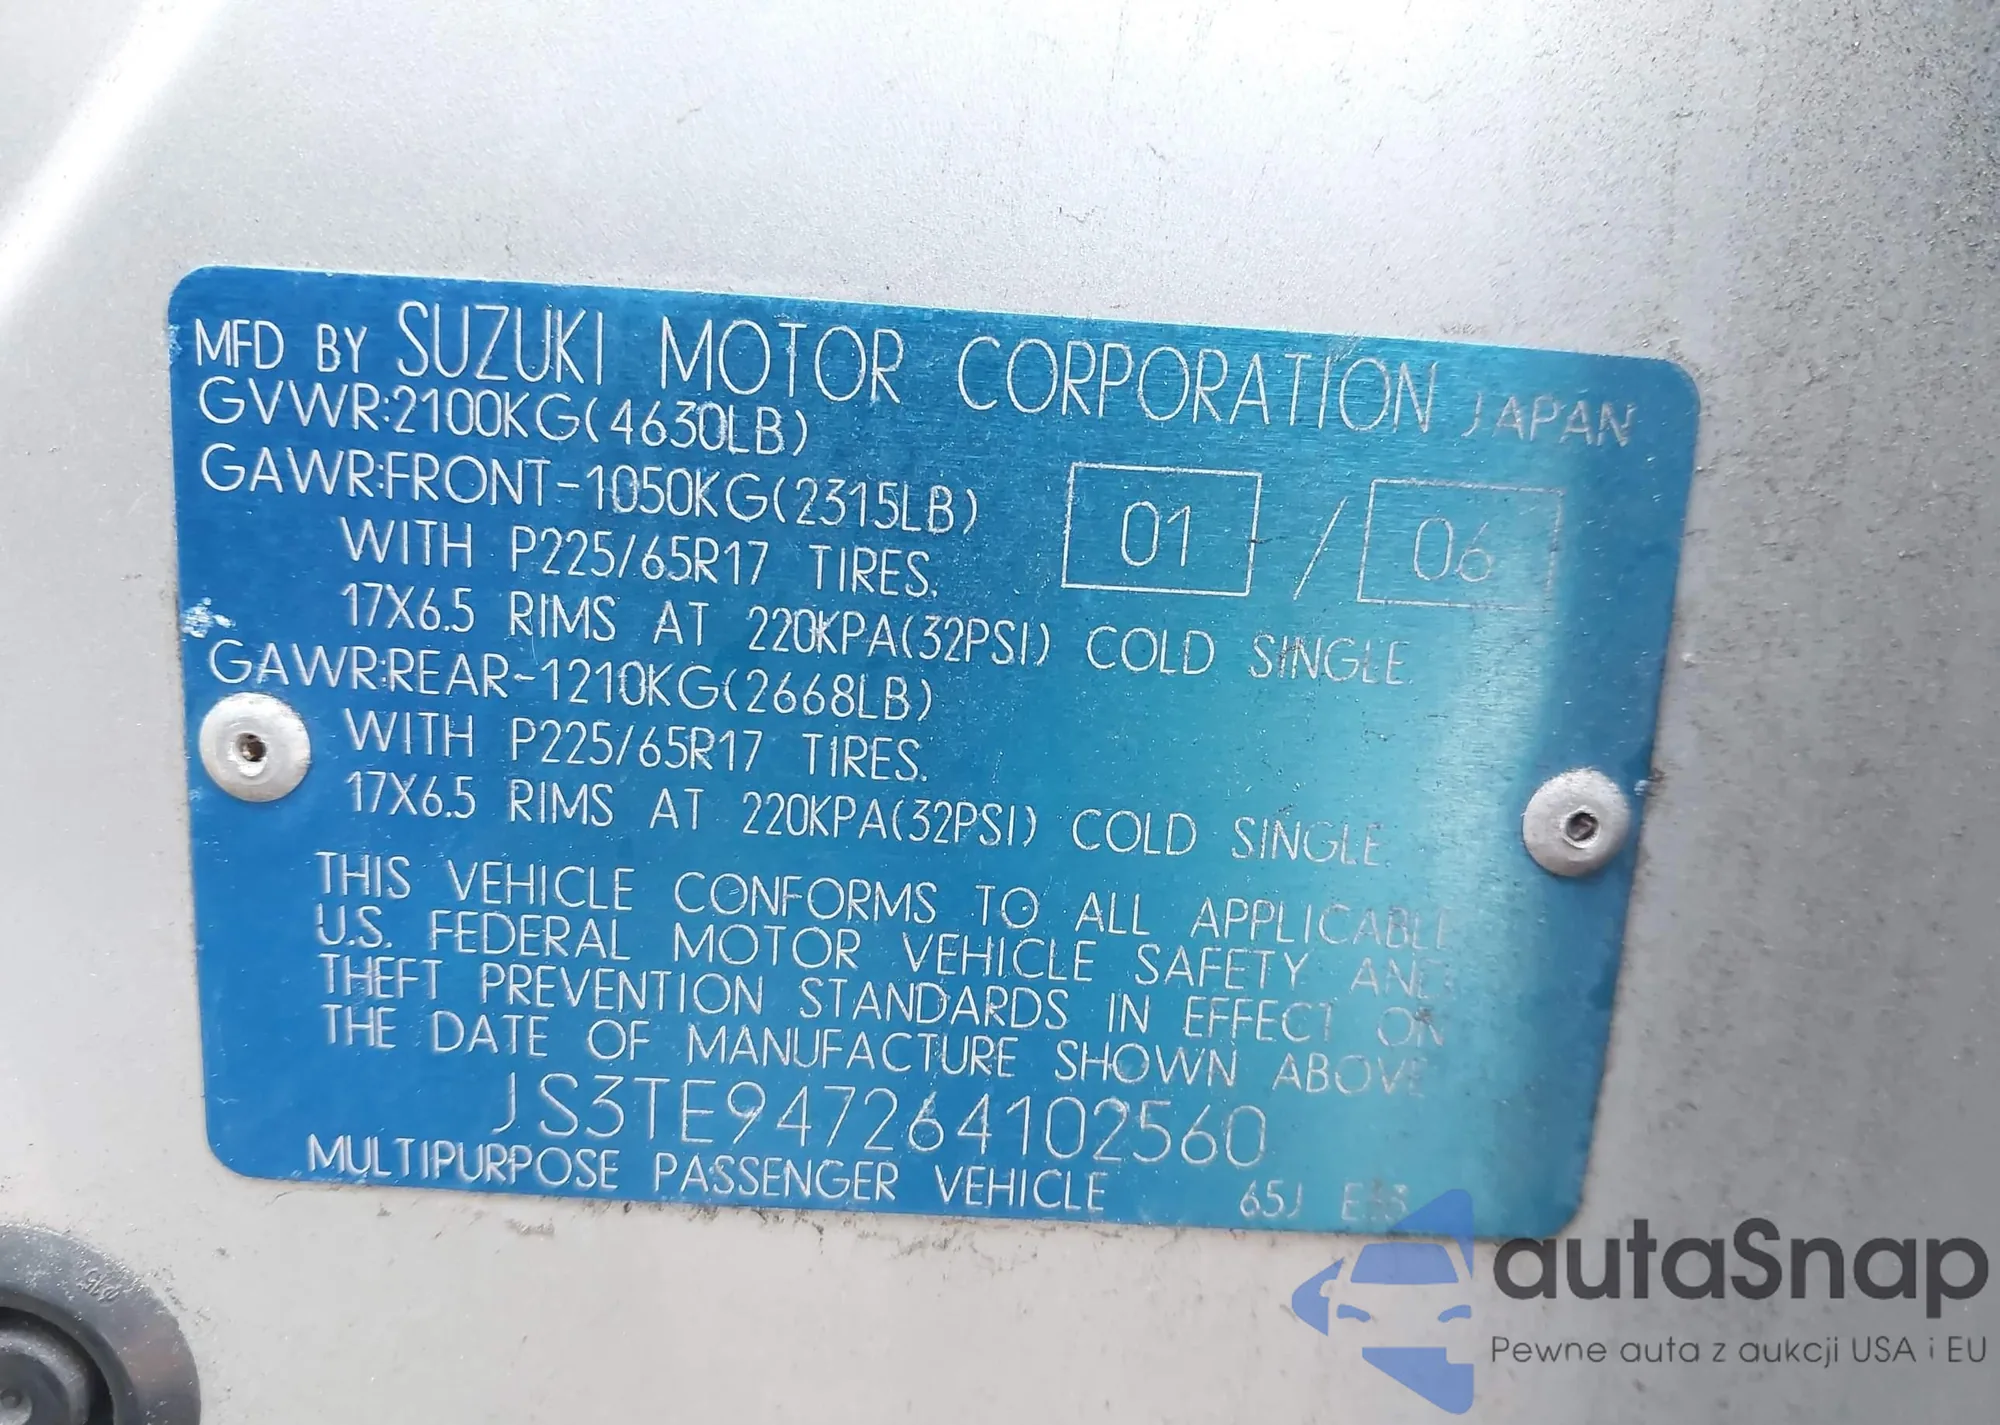 MFD BY SUZUKI MOTOR CORPORATION JAPAN
GVWR:2100KG(4630LB)
GAWR:FRONT-1050KG(2315LB)
01 / 06
WITH P225/65R17 TIRES.
17X6.5 RIMS AT 220KPA(32PSI) COLD SINGLE.
GAWR:REAR-1210KG(2668LB)
WITH P225/65R17 TIRES.
17X6.5 RIMS AT 220KPA(32PSI) COLD SINGLE.
THIS VEHICLE CONFORMS TO ALL APPLICABLE
U.S. FEDERAL MOTOR VEHICLE SAFETY AND
THEFT PREVENTION STANDARDS IN EFFECT ON
THE DATE OF MANUFACTURE SHOWN ABOVE
JS3TE947264102560
MULTIPURPOSE PASSENGER VEHICLE 65J
autaSnap
Pewne auta z aukcji USA i EU